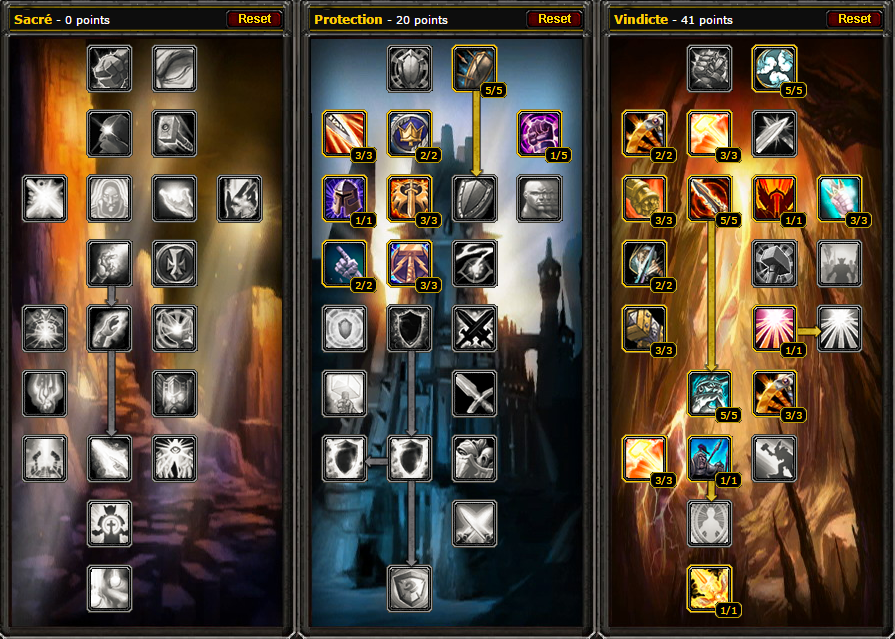 Sacré - 0 points Reset
Protection - 20 points Reset
Vindicte - 41 points Reset
5/5 5/5
3/3 2/2 1/5 2/2 3/3
1/1 3/3 3/3 5/5 1/1 3/3
2/2 3/3 2/2
3/3 1/1
5/5 3/3
3/3 1/1
1/1